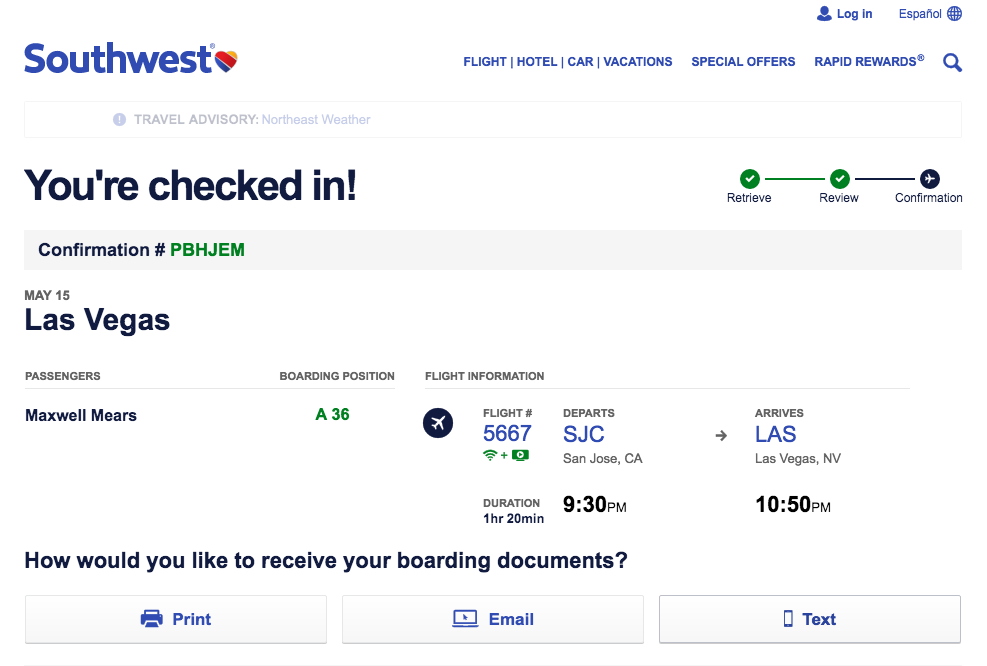 Log in Español
Southwest®
FLIGHT | HOTEL | CAR | VACATIONS SPECIAL OFFERS RAPID REWARDS®
TRAVEL ADVISORY: Northeast Weather
You're checked in!
Retrieve Review Confirmation
Confirmation # PBHJEM
MAY 15
Las Vegas
PASSENGERS BOARDING POSITION FLIGHT INFORMATION
Maxwell Mears A 36
FLIGHT # DEPARTS ARRIVES
5667 SJC LAS
+ San Jose, CA Las Vegas, NV
DURATION 9:30PM 10:50PM
1hr 20min
How would you like to receive your boarding documents?
Print Email Text